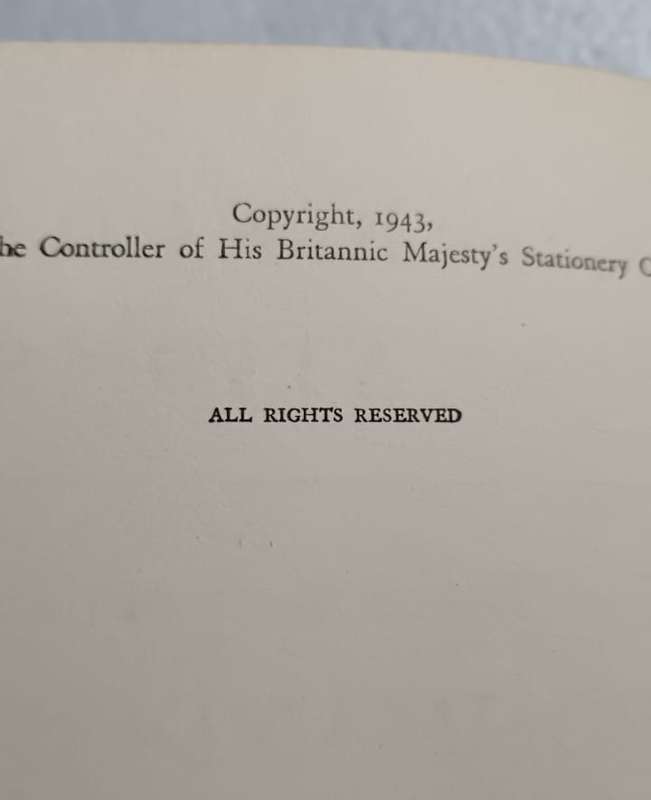 Copyright, 1943,
he Controller of His Britannic Majesty's Stationery
ALL RIGHTS RESERVED